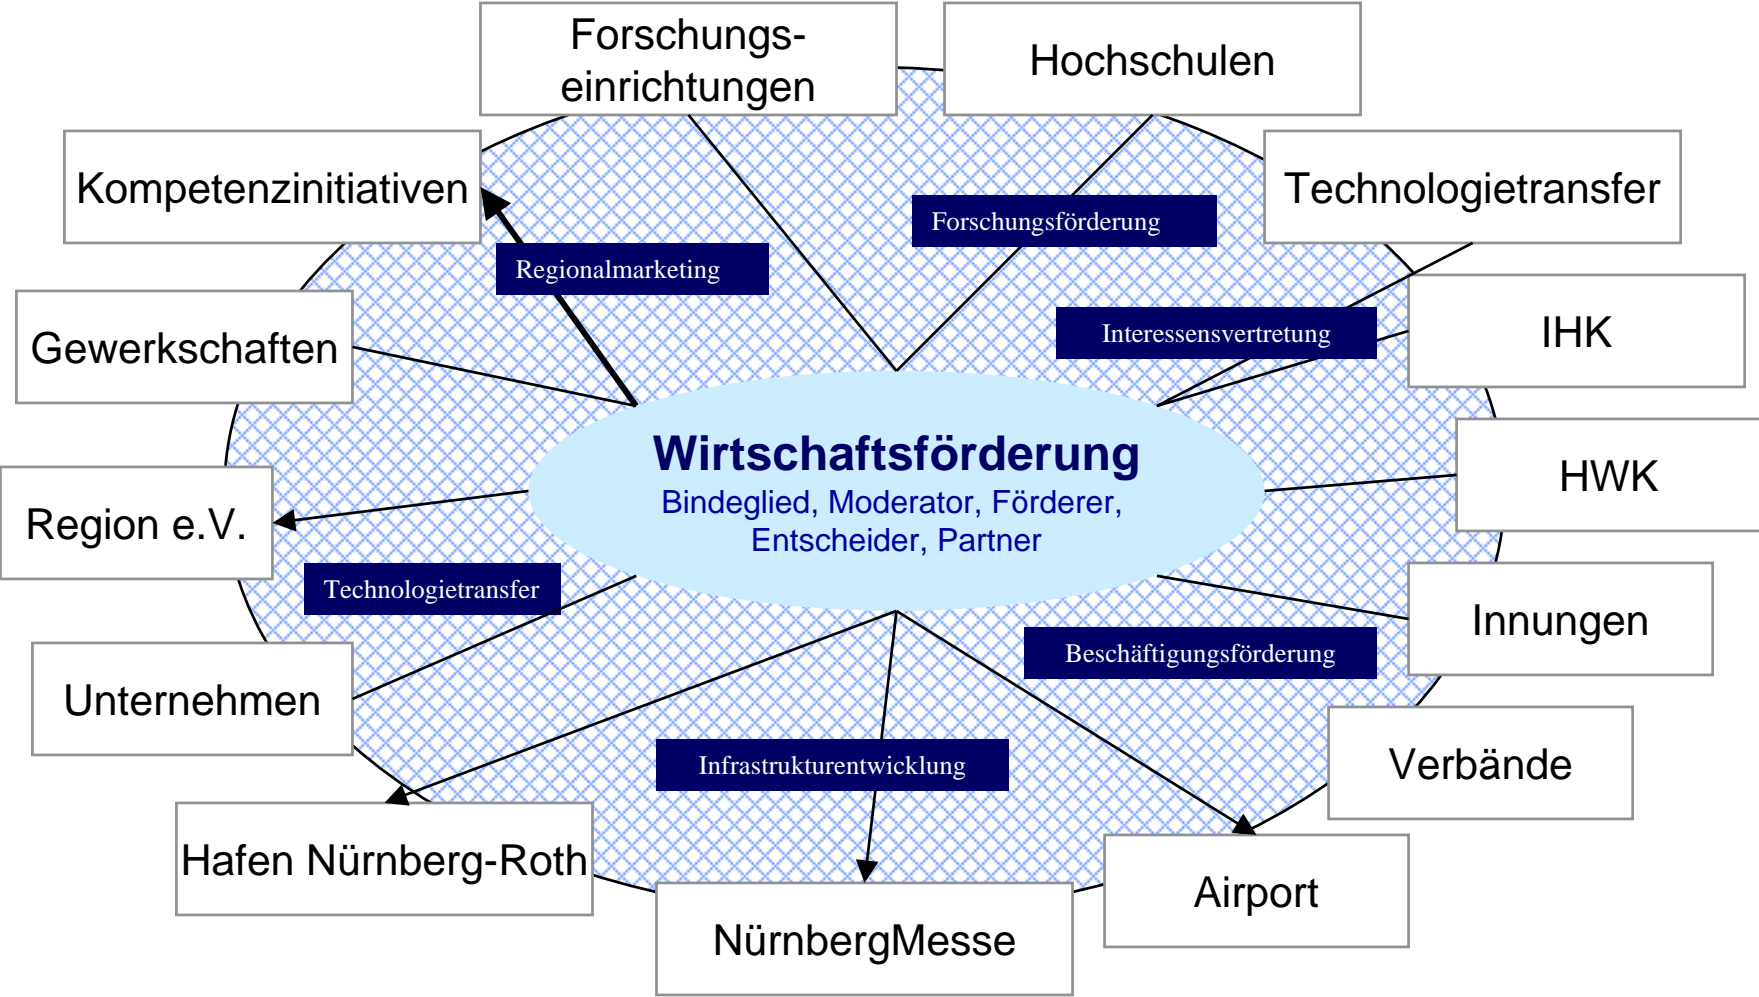 Forschungs-
einrichtungen
Hochschulen
Kompetenzinitiativen
Technologietransfer
Forschungsförderung
Regionalmarketing
Gewerkschaften
Interessensvertretung
IHK
Wirtschaftsförderung
Bindeglied, Moderator, Förderer,
Entscheider, Partner
HWK
Region e.V.
Technologietransfer
Innungen
Beschäftigungsförderung
Unternehmen
Infrastrukturentwicklung
Verbände
Hafen Nürnberg-Roth
Airport
NürnbergMesse